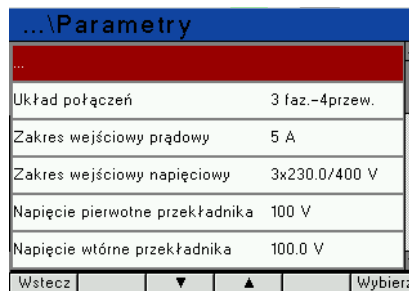 ...\Parametry
...
Układ połączeń 3 faz.-4przew.
Zakres wejściowy prądowy 5 A
Zakres wejściowy napięciowy 3x230.0/400 V
Napięcie pierwotne przekładnika 100 V
Napięcie wtórne przekładnika 100.0 V
Wstecz ▼ ▲ Wybierz